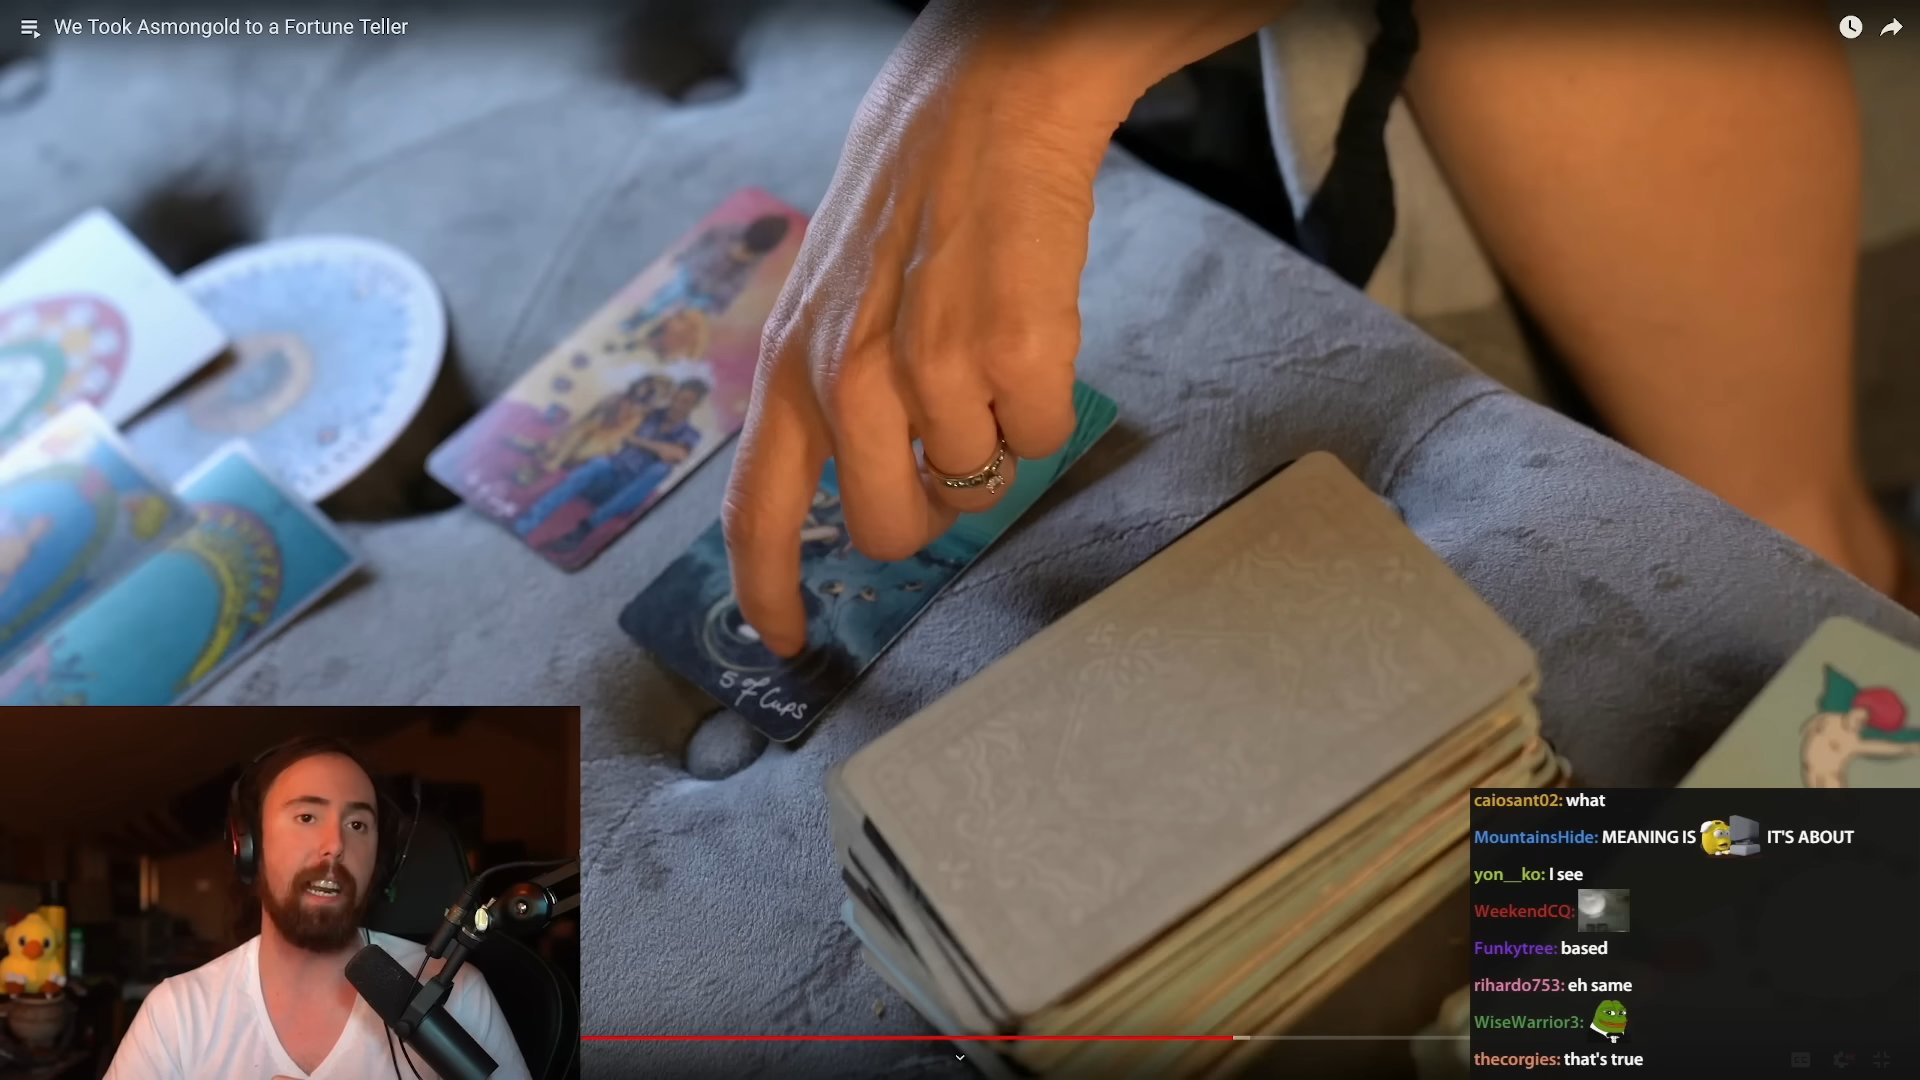 We Took Asmongold to a Fortune Teller
5 of Cups
caiosant02: what
MountainsHide: MEANING IS IT'S ABOUT
yon__ko: I see
WeekendCQ:
Funkytree: based
rihardo753: eh same
WiseWarrior3:
thecorgies: that's true